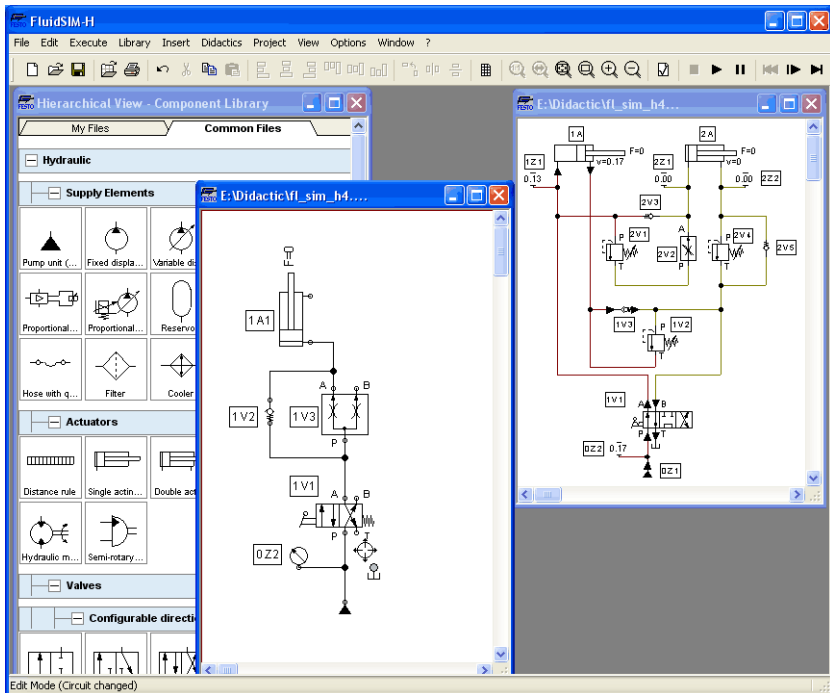 FluidSIM-H
File Edit Execute Library Insert Didactics Project View Options Window ?
Hierarchical View - Component Library
My Files
Common Files
Hydraulic
Supply Elements
Pump unit (...
Fixed displa...
Variable di
Proportional...
Proportional...
Reservo
Hose with q...
Filter
Cooler
Actuators
Distance rule
Single actin...
Double act
Hydraulic m...
Semi-rotary...
Valves
Configurable directi
E:\Didactic\fl_sim_h4....
F
1A1
A
B
1V2
1V3
P
1V1
A
B
P
T
0Z2
E:\Didactic\fl_sim_h4...
1A
2A
F=0
F=0
1Z1
v=0.17
2Z1
v=0
0.13
0.00
0.00
2Z2
2V3
P
2V1
T
A
2V2
P
P
2V4
T
2V5
1V3
P
1V2
T
1V1
A
B
P
T
0Z2
0.17
0Z1
Edit Mode (Circuit changed)